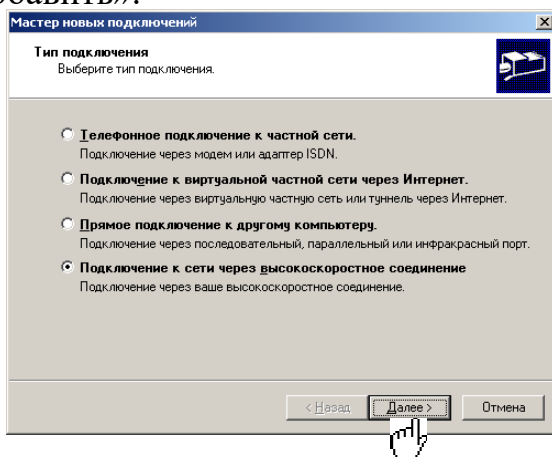 Мастер новых подключений
Тип подключения
Выберите тип подключения.
Телефонное подключение к частной сети.
Подключение через модем или адаптер ISDN.
Подключение к виртуальной частной сети через Интернет.
Подключение через виртуальную частную сеть или туннель через Интернет.
Прямое подключение к другому компьютеру.
Подключение через последовательный, параллельный или инфракрасный порт.
Подключение к сети через высокоскоростное соединение
Подключение через ваше высокоскоростное соединение.
< Назад Далее > Отмена